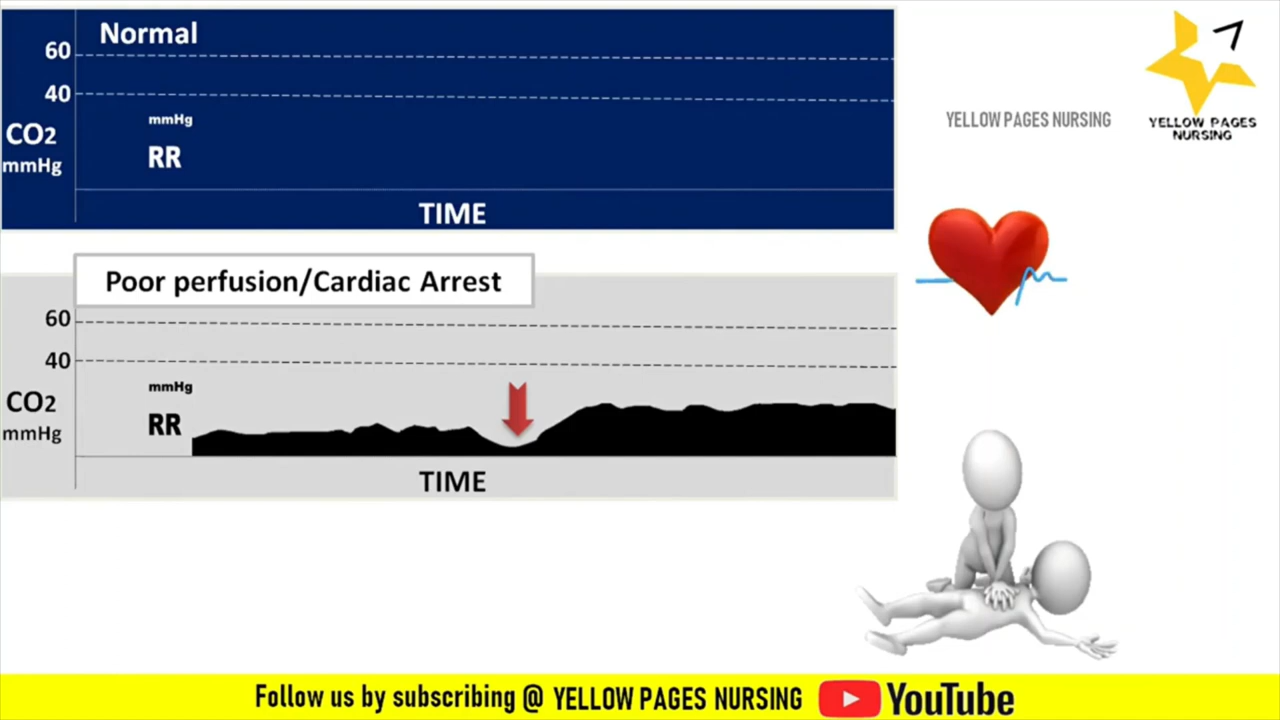 Normal
60
40
CO2
mmHg
mmHg
RR
TIME
YELLOW PAGES NURSING
YELLOW PAGES
NURSING
Poor perfusion/Cardiac Arrest
60
40
CO2
mmHg
mmHg
RR
TIME
Follow us by subscribing @ YELLOW PAGES NURSING YouTube